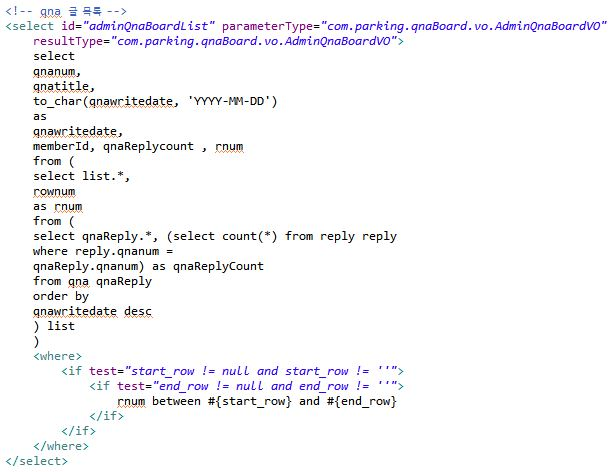 <!-- qna 글 목록 -->
<select id="adminQnaBoardList" parameterType="com.parking.qnaBoard.vo.AdminQnaBoardVO"
resultType="com.parking.qnaBoard.vo.AdminQnaBoardVO">
select
qnanum,
qnatitle,
to_char(qnawritedate, 'YYYY-MM-DD')
as
qnawritedate,
memberId, qnaReplycount , rnum
from (
select list.*,
rownum
as rnum
from (
select qnaReply.*, (select count(*) from reply reply
where reply.qnanum =
qnaReply.qnanum) as qnaReplyCount
from qna qnaReply
order by
qnawritedate desc
) list
)
<where>
<if test="start_row != null and start_row != ''">
<if test="end_row != null and end_row != ''">
rnum between #{start_row} and #{end_row}
</if>
</if>
</where>
</select>